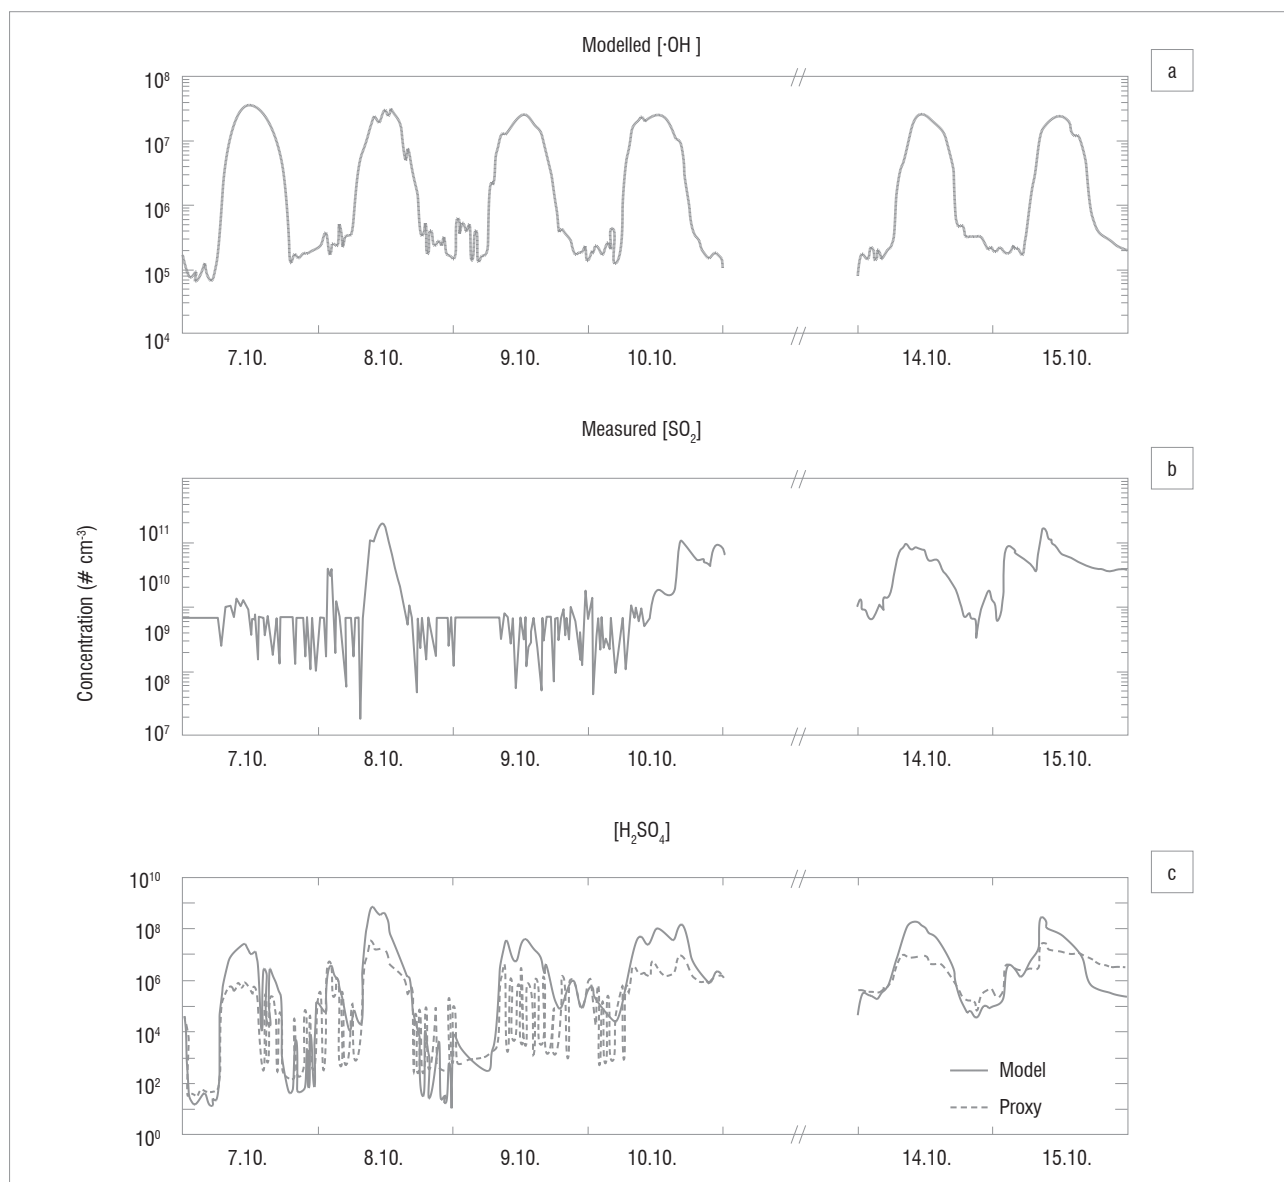 Modelled [·OH ]
a
10⁸
10⁷
10⁶
10⁵
10⁴
7.10. 8.10. 9.10. 10.10. 14.10. 15.10.
Measured [SO₂]
b
Concentration (# cm⁻³)
10¹¹
10¹⁰
10⁹
10⁸
10⁷
7.10. 8.10. 9.10. 10.10. 14.10. 15.10.
[H₂SO₄]
c
10¹⁰
10⁸
10⁶
10⁴
10²
10⁰
Model
Proxy
7.10. 8.10. 9.10. 10.10. 14.10. 15.10.